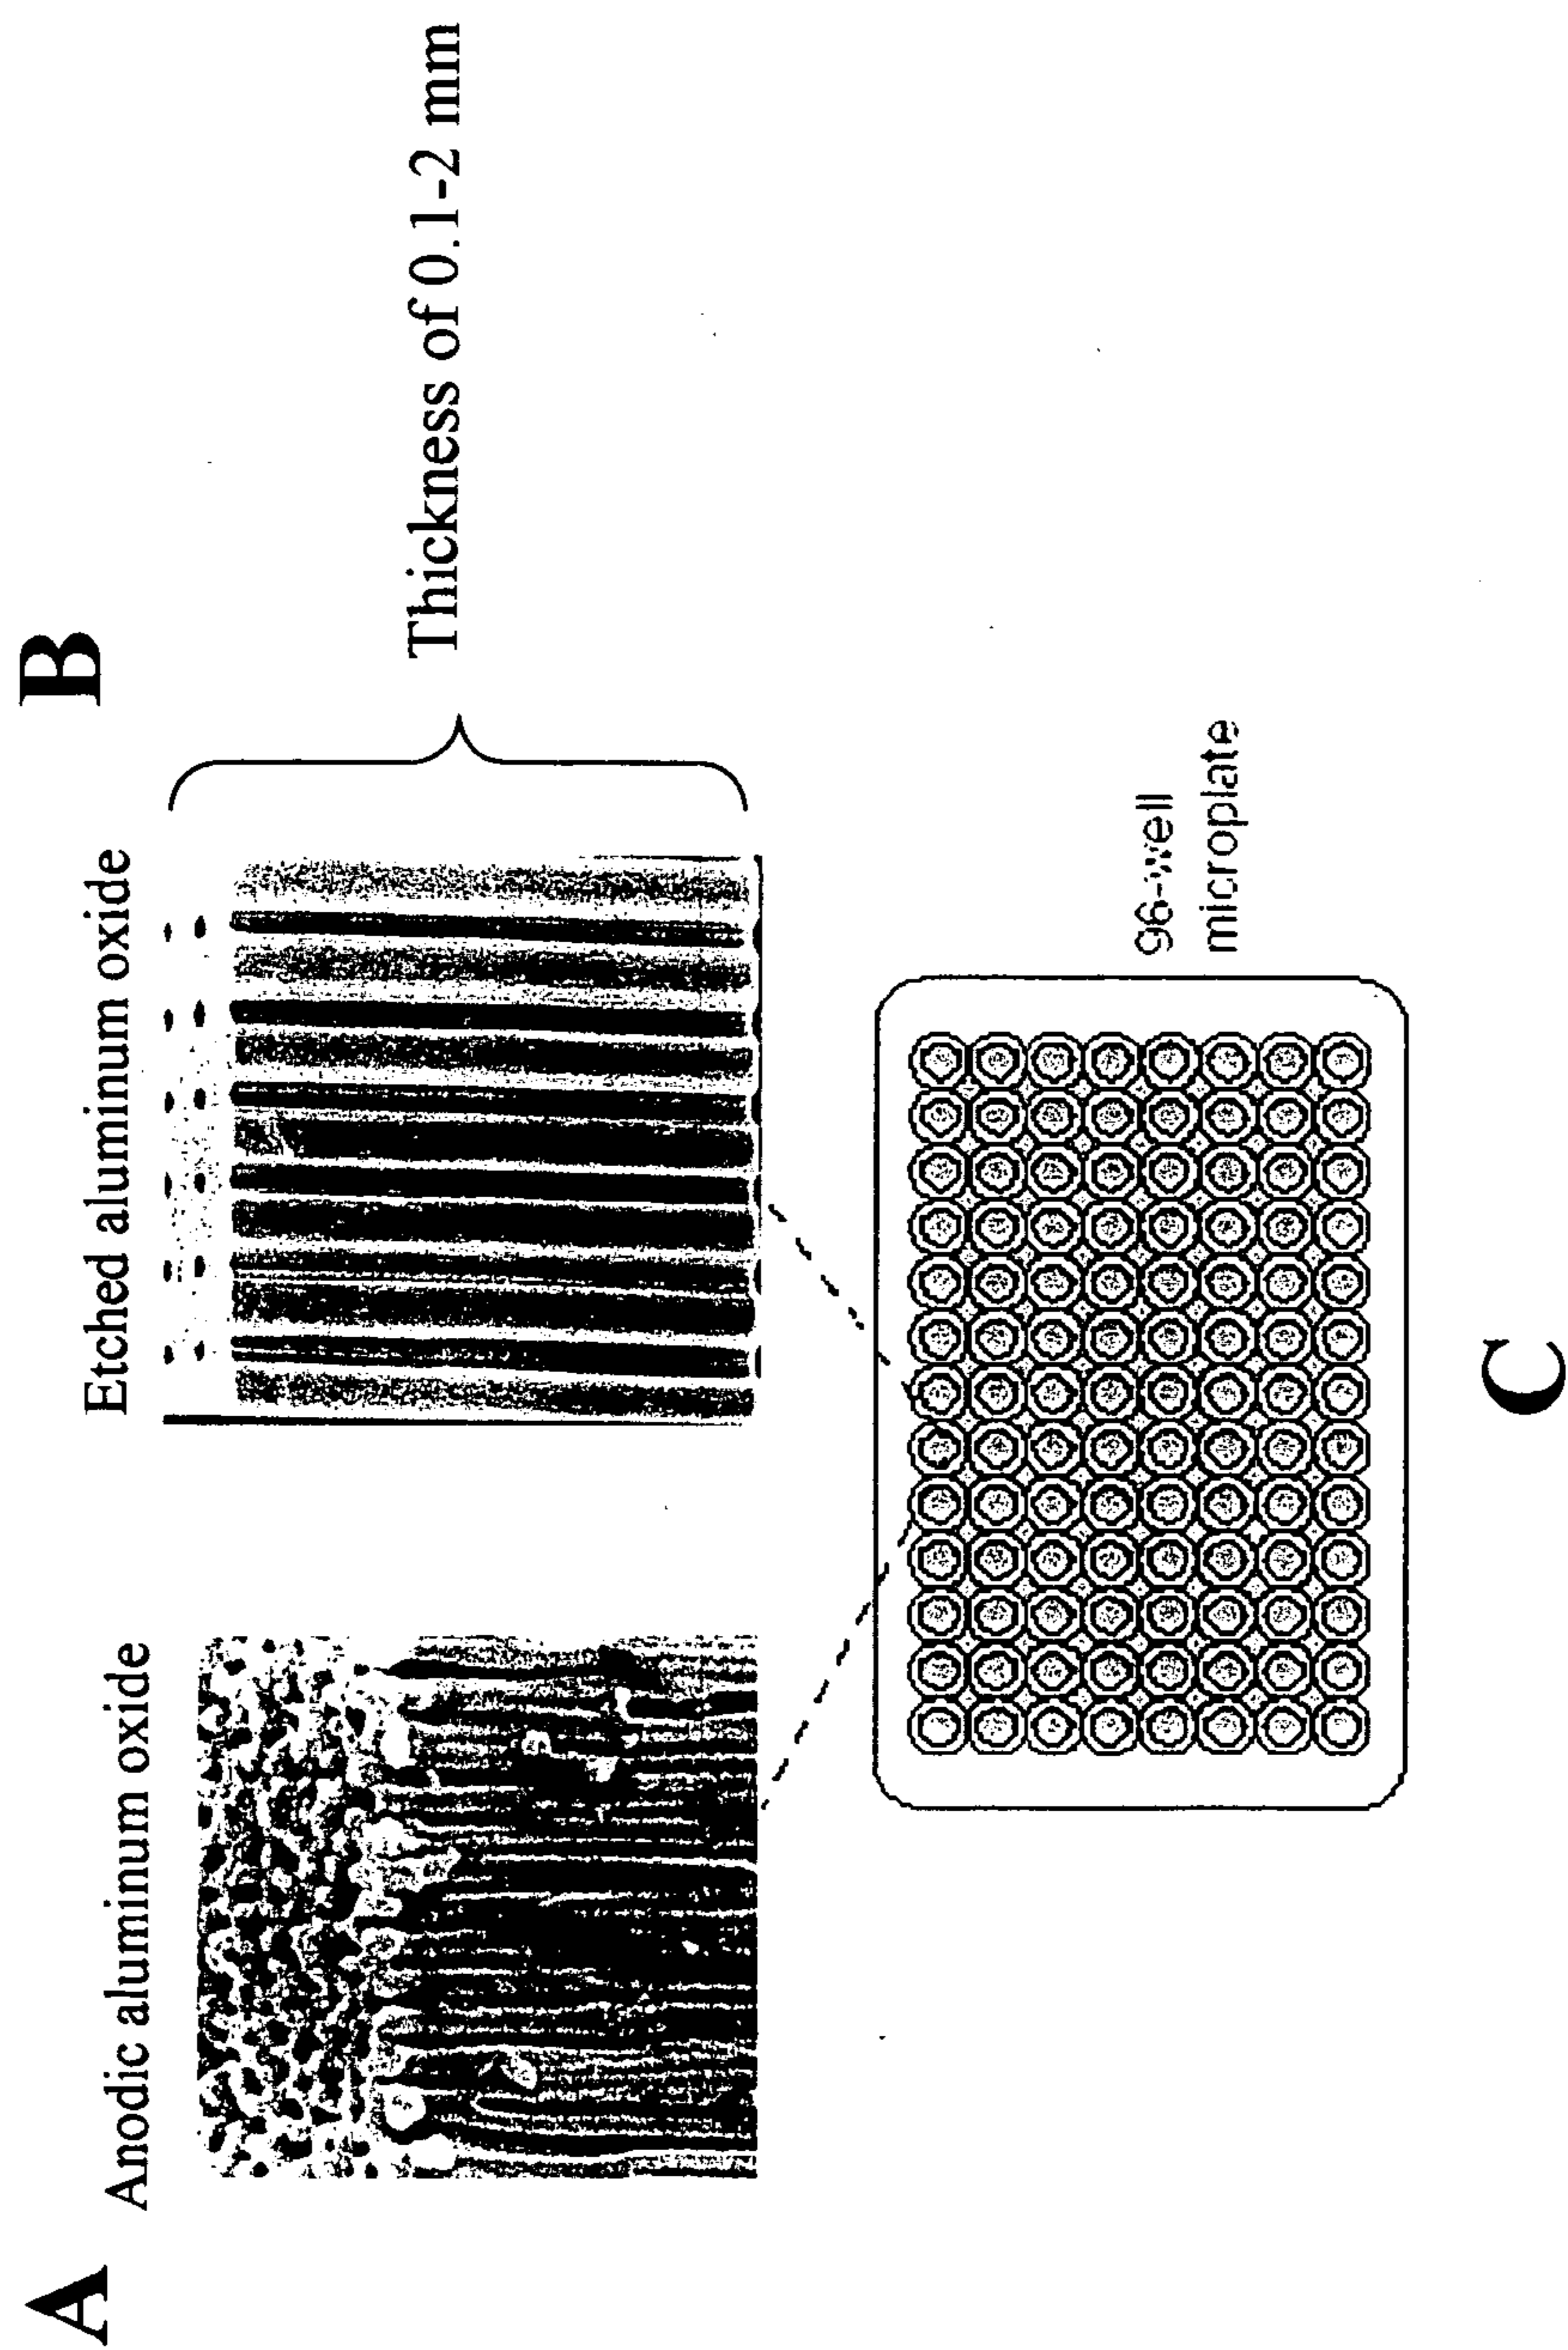 A
Anodic aluminum oxide
Etched aluminum oxide
B
Thickness of 0.1-2 mm
96-well
microplate
C